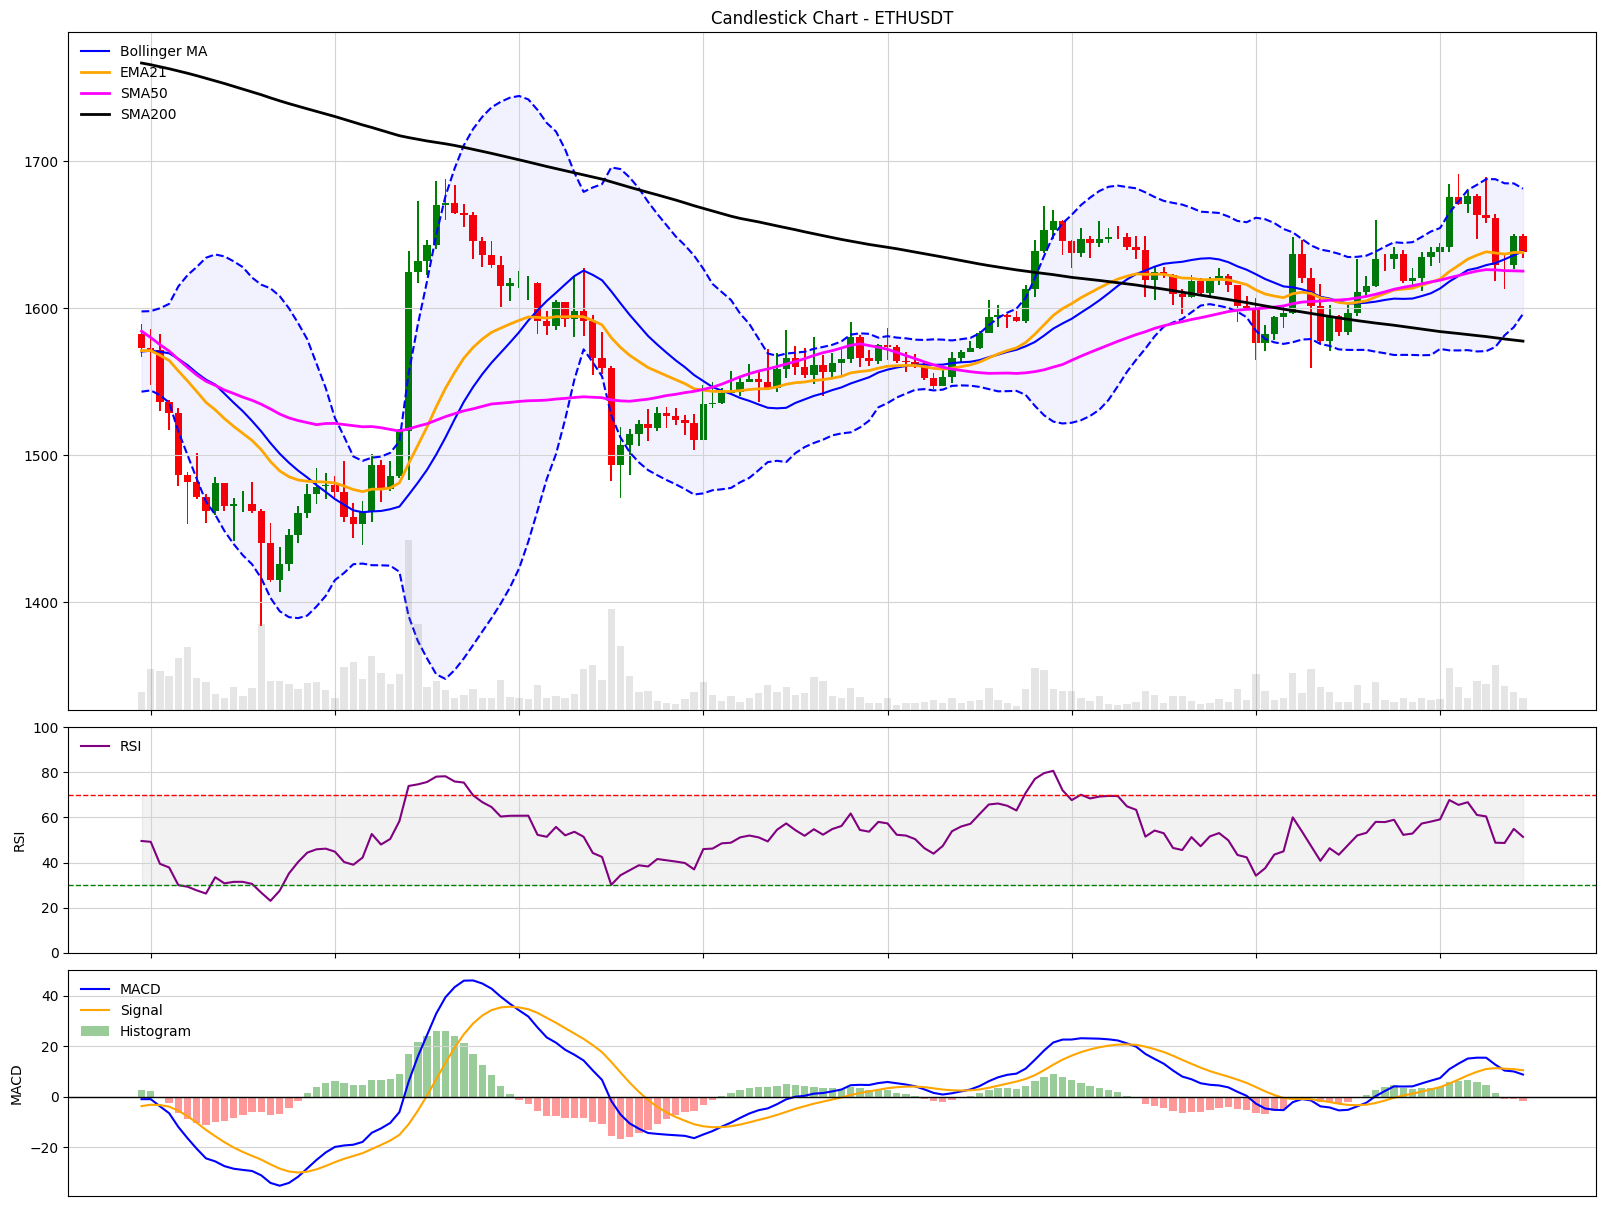 Candlestick Chart - ETHUSDT
Bollinger MA
EMA21
SMA50
SMA200
1700
1600
1500
1400
RSI
100
80
60
40
20
0
RSI
MACD
Signal
Histogram
40
20
0
−20
MACD